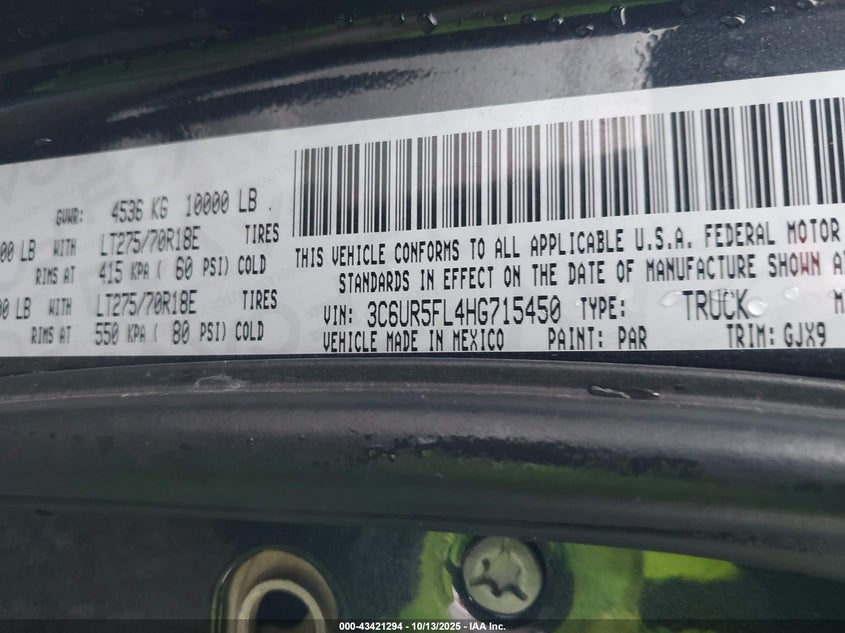 GVWR: 4536 KG 10000 LB .
00 LB WITH LT275/70R18E TIRES
RIMS AT 415 KPA ( 60 PSI) COLD
00 LB WITH LT275/70R18E TIRES
RIMS AT 550 KPA ( 80 PSI) COLD
THIS VEHICLE CONFORMS TO ALL APPLICABLE U.S.A. FEDERAL MOTOR
STANDARDS IN EFFECT ON THE DATE OF MANUFACTURE SHOWN A
VIN: 3C6UR5FL4HG715450 TYPE: TRUCK M
VEHICLE MADE IN MEXICO PAINT: PAR TRIM: GJX9
000-43421294 - 10/13/2025 - IAA Inc.